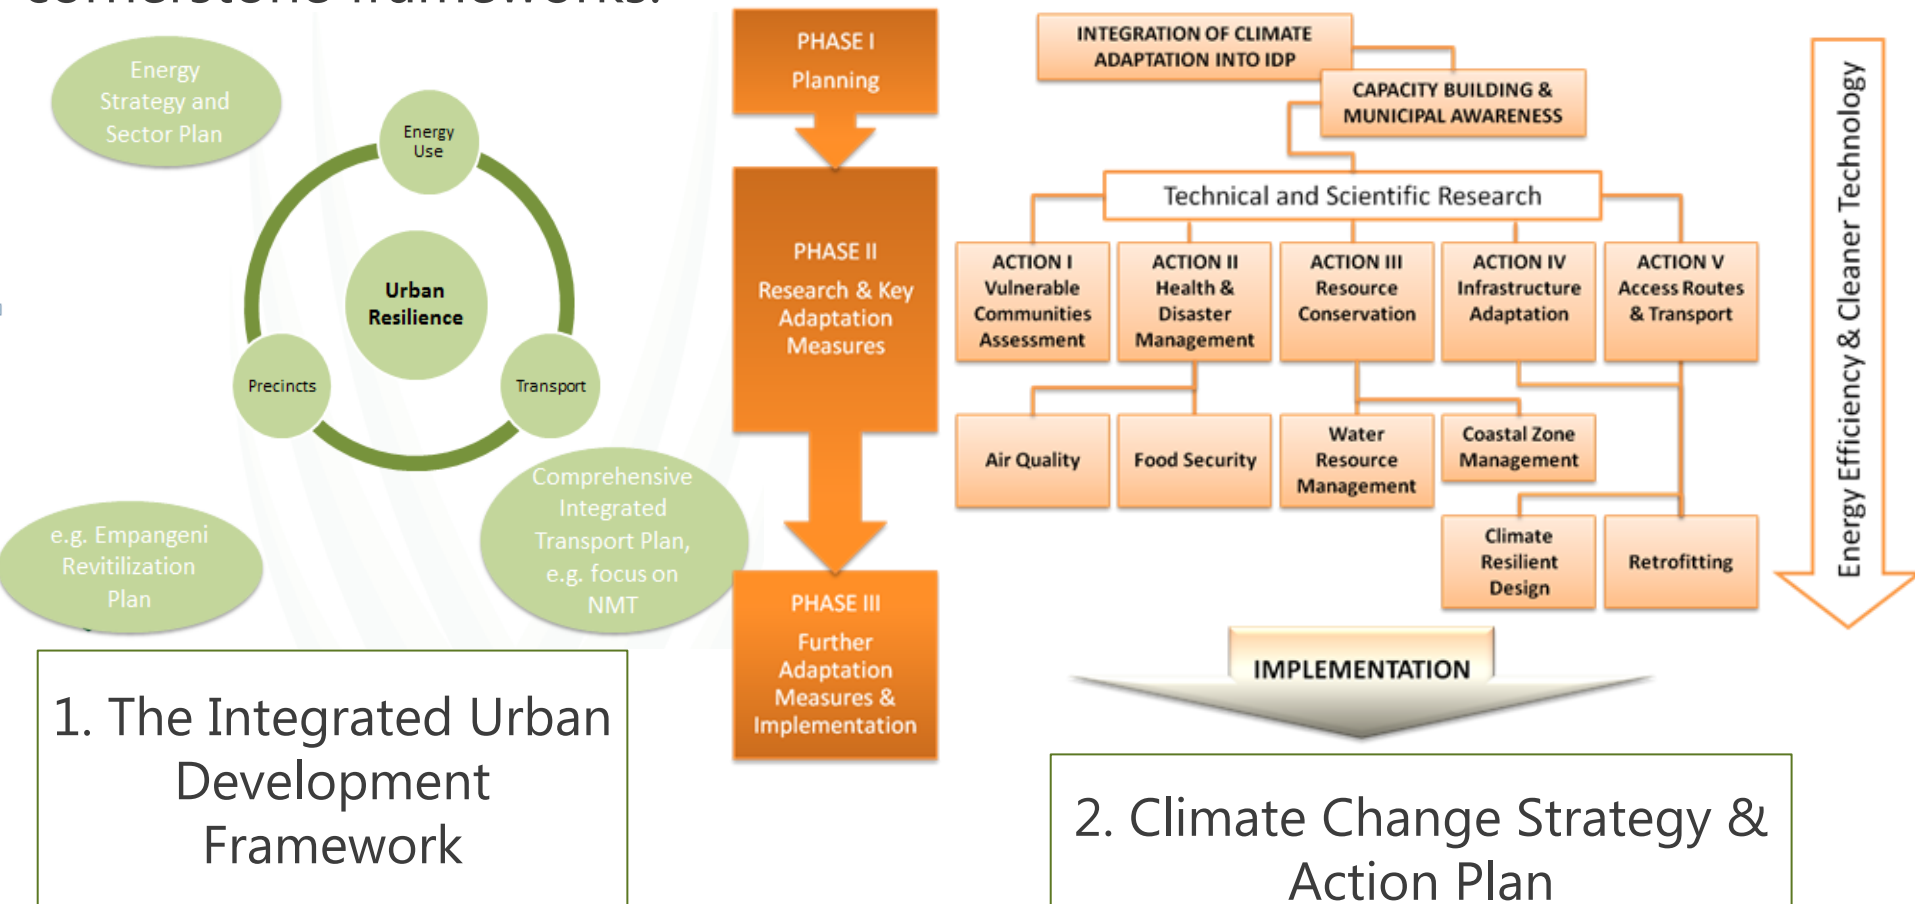 cornerstone frameworks:
Energy
Strategy and
Sector Plan
Energy
Use
Urban
Resilience
Precincts
Transport
e.g. Empangeni
Revitilization
Plan
Comprehensive
Integrated
Transport Plan,
e.g. focus on
NMT
1. The Integrated Urban
Development
Framework
PHASE I
Planning
PHASE II
Research & Key
Adaptation
Measures
PHASE III
Further
Adaptation
Measures &
Implementation
INTEGRATION OF CLIMATE
ADAPTATION INTO IDP
CAPACITY BUILDING &
MUNICIPAL AWARENESS
Technical and Scientific Research
ACTION I
Vulnerable
Communities
Assessment
ACTION II
Health &
Disaster
Management
ACTION III
Resource
Conservation
ACTION IV
Infrastructure
Adaptation
ACTION V
Access Routes
& Transport
Air Quality
Food Security
Water
Resource
Management
Coastal Zone
Management
Climate
Resilient
Design
Retrofitting
IMPLEMENTATION
Energy Efficiency & Cleaner Technology
2. Climate Change Strategy &
Action Plan